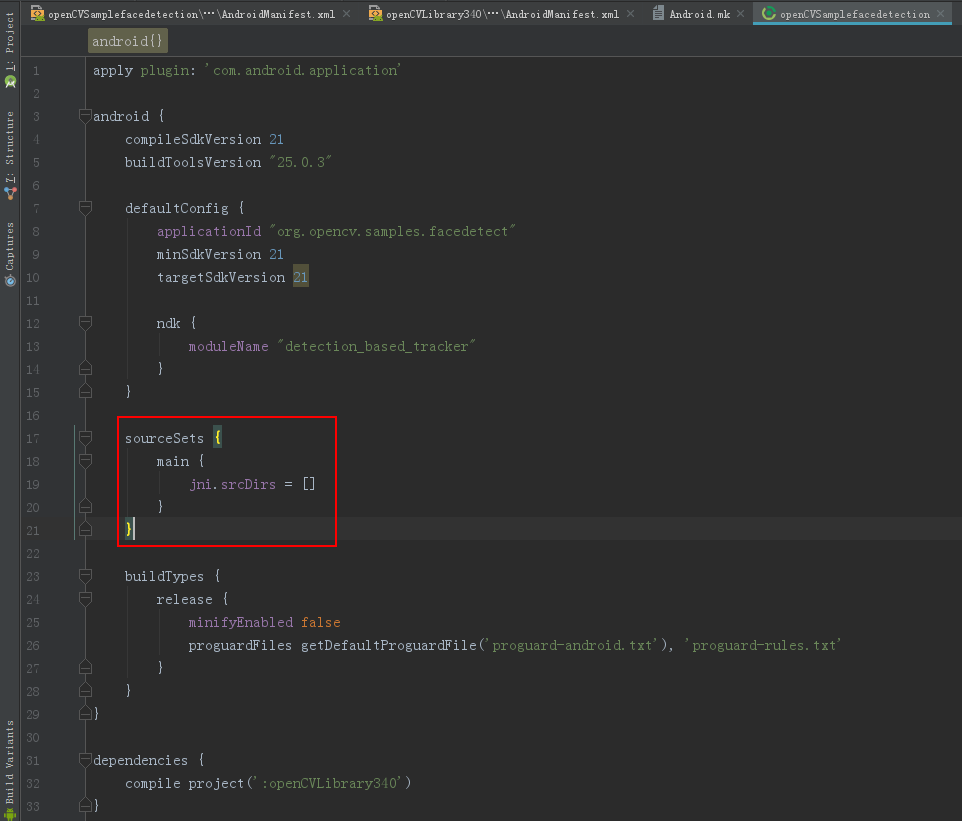 openCVSamplefacedetection\…\AndroidManifest.xml
openCVLibrary340\…\AndroidManifest.xml
Android.mk
openCVSamplefacedetection
1: Project
7: Structure
Captures
Build Variants
android{}
1 apply plugin: 'com.android.application'
2
3 android {
4     compileSdkVersion 21
5     buildToolsVersion "25.0.3"
6
7     defaultConfig {
8         applicationId "org.opencv.samples.facedetect"
9         minSdkVersion 21
10         targetSdkVersion 21
11
12         ndk {
13             moduleName "detection_based_tracker"
14         }
15     }
16
17     sourceSets {
18         main {
19             jni.srcDirs = []
20         }
21     }
22
23     buildTypes {
24         release {
25             minifyEnabled false
26             proguardFiles getDefaultProguardFile('proguard-android.txt'), 'proguard-rules.txt'
27         }
28     }
29 }
30
31 dependencies {
32     compile project(':openCVLibrary340')
33 }